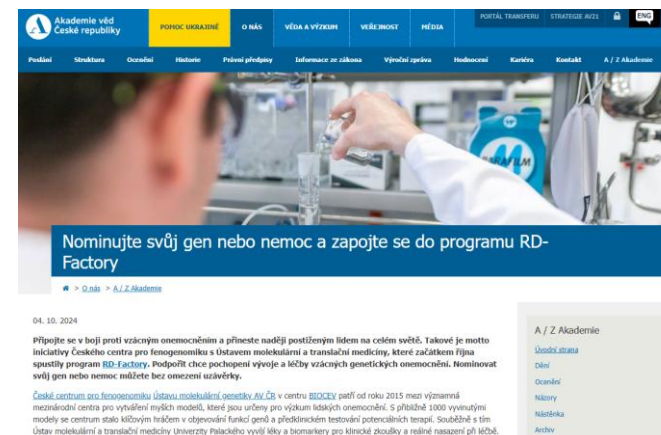 Akademie věd
České republiky
POMOC UKRAJINĚ
O NÁS
VĚDA A VÝZKUM
VEŘEJNOST
MÉDIA
PORTÁL TRANSFERU
STRATEGIE AV21
ENG
Poslání
Struktura
Ocenění
Historie
Právní předpisy
Informace ze zákona
Výroční zpráva
Hodnocení
Kariéra
Kontakt
A / Z Akademie
PARAFILM
Nominujte svůj gen nebo nemoc a zapojte se do programu RD-
Factory
> O nás > A / Z Akademie
04. 10. 2024
Připojte se v boji proti vzácným onemocněním a přineste naději postiženým lidem na celém světě. Takové je motto
iniciativy Českého centra pro fenogenomiku s Ústavem molekulární a translační medicíny, které začátkem října
spustily program RD-Factory. Podpořit chce pochopení vývoje a léčby vzácných genetických onemocnění. Nominovat
svůj gen nebo nemoc můžete bez omezení uzávěrky.
České centrum pro fenogenomiku Ústavu molekulární genetiky AV ČR v centru BIOCEV patří od roku 2015 mezi významná
mezinárodní centra pro vytváření myších modelů, které jsou určeny pro výzkum lidských onemocnění. S přibližně 1000 vyvinutými
modely se centrum stalo klíčovým hráčem v objevování funkcí genů a předklinickém testování potenciálních terapií. Souběžně s tím
Ústav molekulární a translační medicíny Univerzity Palackého vyvíjí léky a biomarkery pro klinické zkoušky a reálné nasazení při léčbě.
A / Z Akademie
Úvodní strana
Dění
Ocenění
Názory
Nástěnka
Archiv